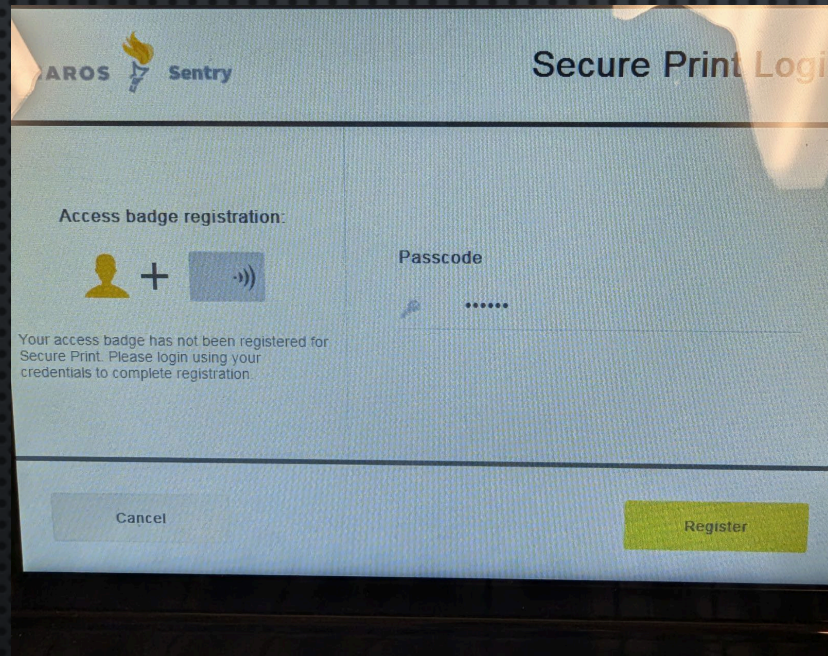 AROS Sentry
Secure Print Logi
Access badge registration:
Passcode
••••••
Your access badge has not been registered for
Secure Print. Please login using your
credentials to complete registration
Cancel
Register